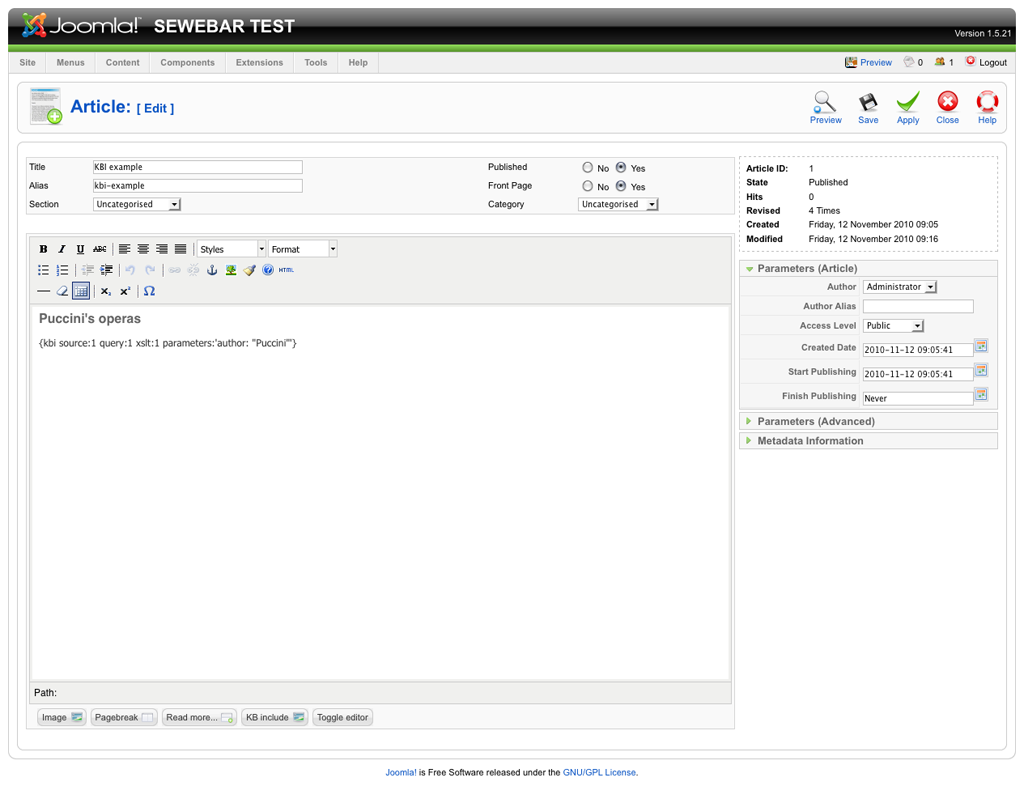 Joomla! SEWEBAR TEST
Version 1.5.21
Site Menus Content Components Extensions Tools Help Preview 0 1 Logout
Article: [ Edit ]
Preview Save Apply Close Help
Title KBI example Published No Yes
Alias kbi-example Front Page No Yes
Section Uncategorised Category Uncategorised
Article ID: 1
State Published
Hits 0
Revised 4 Times
Created Friday, 12 November 2010 09:05
Modified Friday, 12 November 2010 09:16
B I U ABC Styles Format
HTML
x₂ x² Ω
Puccini's operas
{kbi source:1 query:1 xslt:1 parameters:'author: "Puccini"'}
Path:
Image Pagebreak Read more... KB include Toggle editor
Parameters (Article)
Author Administrator
Author Alias
Access Level Public
Created Date 2010-11-12 09:05:41
Start Publishing 2010-11-12 09:05:41
Finish Publishing Never
Parameters (Advanced)
Metadata Information
Joomla! is Free Software released under the GNU/GPL License.